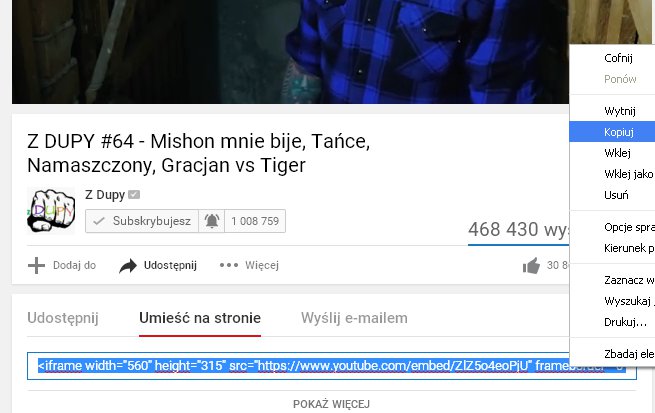 Z DUPY #64 - Mishon mnie bije, Tańce,
Namaszczony, Gracjan vs Tiger
DUPY
Z Dupy
Subskrybujesz
1 008 759
468 430
Dodaj do
Udostępnij
Więcej
30
Udostępnij
Umieść na stronie
Wyślij e-mailem
<iframe width="560" height="315" src="https://www.youtube.com/embed/ZlZ5o4eoPjU"
POKAŻ WIĘCEJ
Cofnij
Ponów
Wytnij
Kopiuj
Wklej
Wklej jako
Usuń
Opcje spra
Kierunek p
Zaznacz w
Wyszukaj
Drukuj...
Zbadaj ele